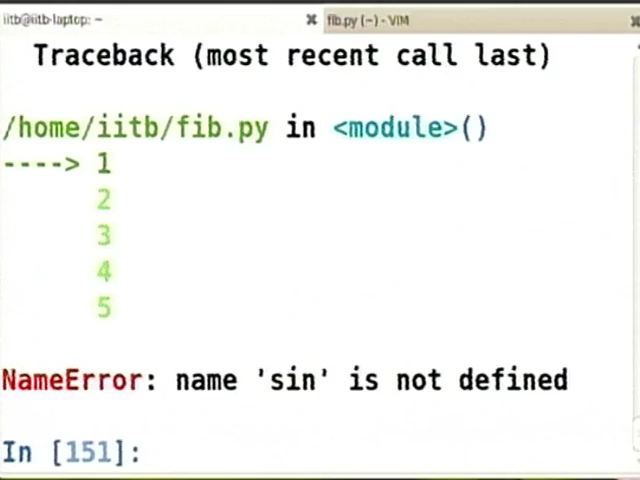 iitb@iitb-laptop: ~ ✖ fib.py (~) - VIM ✖
Traceback (most recent call last)
/home/iitb/fib.py in <module>()
----> 1
2
3
4
5
NameError: name 'sin' is not defined
In [151]: